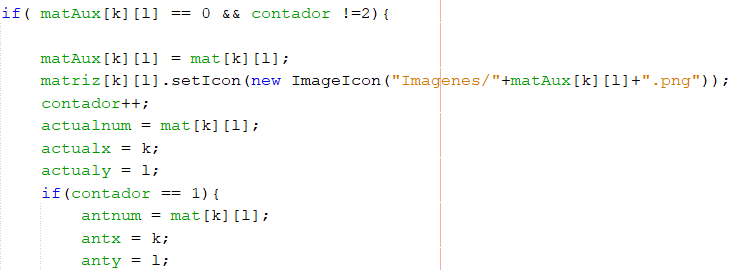 if( matAux[k][l] == 0 && contador !=2){
matAux[k][l] = mat[k][l];
matriz[k][l].setIcon(new ImageIcon("Imagenes/"+matAux[k][l]+".png"));
contador++;
actualnum = mat[k][l];
actualx = k;
actualy = l;
if(contador == 1){
antnum = mat[k][l];
antx = k;
anty = l;